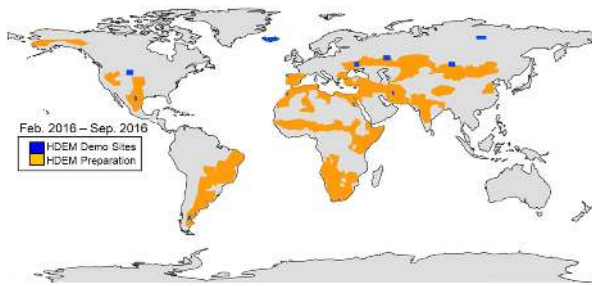 Feb. 2016 – Sep. 2016
HDEM Demo Sites
HDEM Preparation